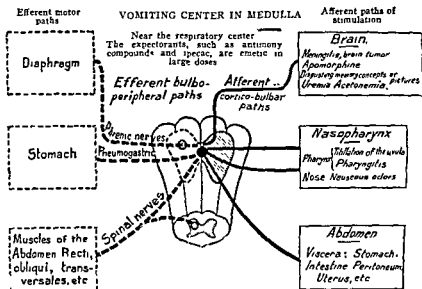 Efferent motor
paths
VOMITING CENTER IN MEDULLA
Near the respiratory center
The expectorants, such as antimony
compounds and ipecac, are emetic in
large doses
Afferent paths of
stimulation
Diaphragm
Stomach
Muscles of the
Abdomen Recti,
obliqui, trans-
versales, etc
Efferent bulbo-
peripheral paths
Afferent
cortico-bulbar
paths
Phrenic nerves
Pneumogastric
Spinal nerves
Brain.
Meningitis, brain tumor
Apomorphine
Disgusting concepts or pictures
Uremia Acetonemia.
Nasopharynx
Pharynx
Titillation of the uvula
Pharyngitis
Nose Nauseous odors
Abdomen
Viscera: Stomach.
Intestine Peritoneum,
Uterus, etc